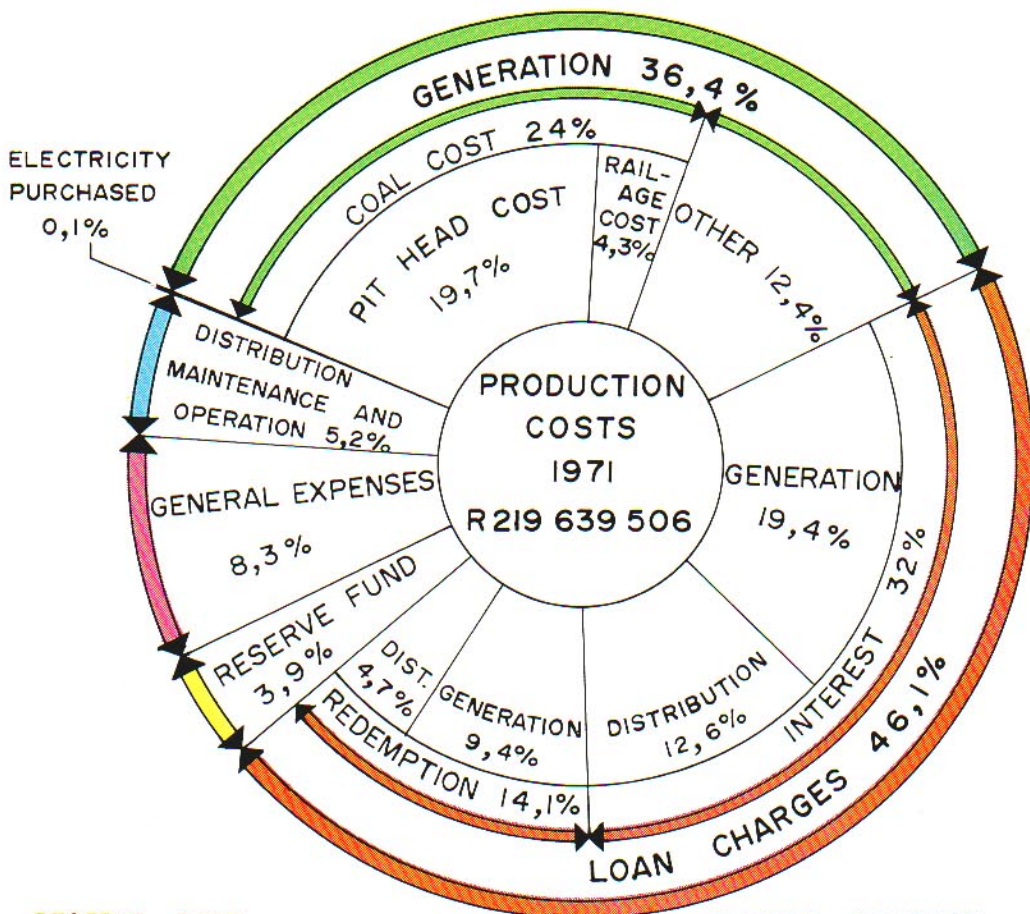 GENERATION 36,4%
COAL COST 24%
PIT HEAD COST
19,7%
RAIL-
AGE
COST
4,3%
OTHER 12,4%
ELECTRICITY
PURCHASED
0,1%
DISTRIBUTION
MAINTENANCE AND
OPERATION 5,2%
GENERAL EXPENSES
8,3%
RESERVE FUND
3,9%
PRODUCTION
COSTS
1971
R219 639 506
GENERATION
19,4%
DISTRIBUTION
12,6%
INTEREST 32%
DIST.
4,7%
GENERATION
9,4%
REDEMPTION 14,1%
LOAN CHARGES 46,1%